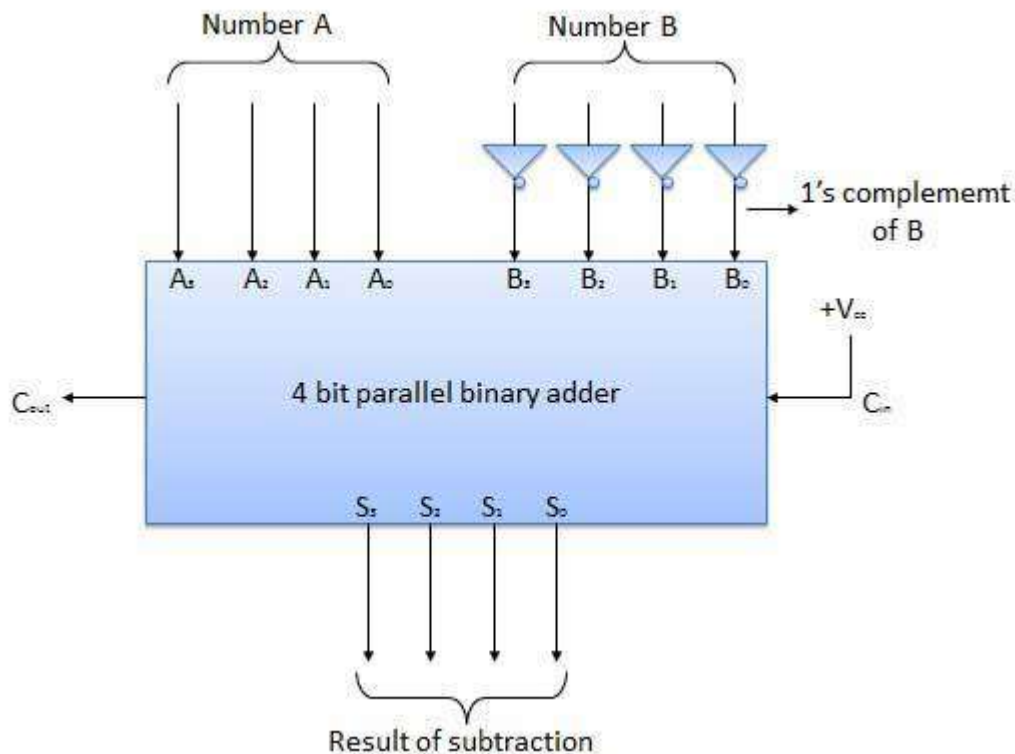 Number A
Number B
1's complememt
of B
A₃ A₂ A₁ A₀ B₃ B₂ B₁ B₀
+Vcc
4 bit parallel binary adder
Cout
Cin
S₃ S₂ S₁ S₀
Result of subtraction